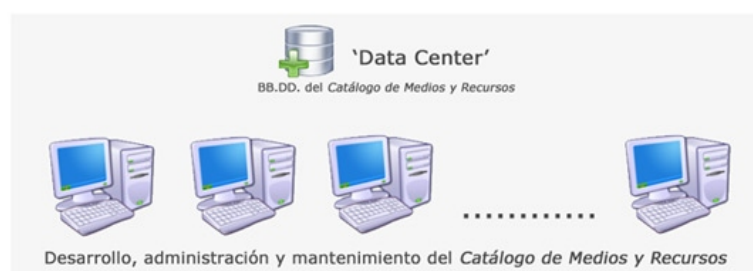 ‘Data Center’
BB.DD. del Catálogo de Medios y Recursos
............
Desarrollo, administración y mantenimiento del Catálogo de Medios y Recursos